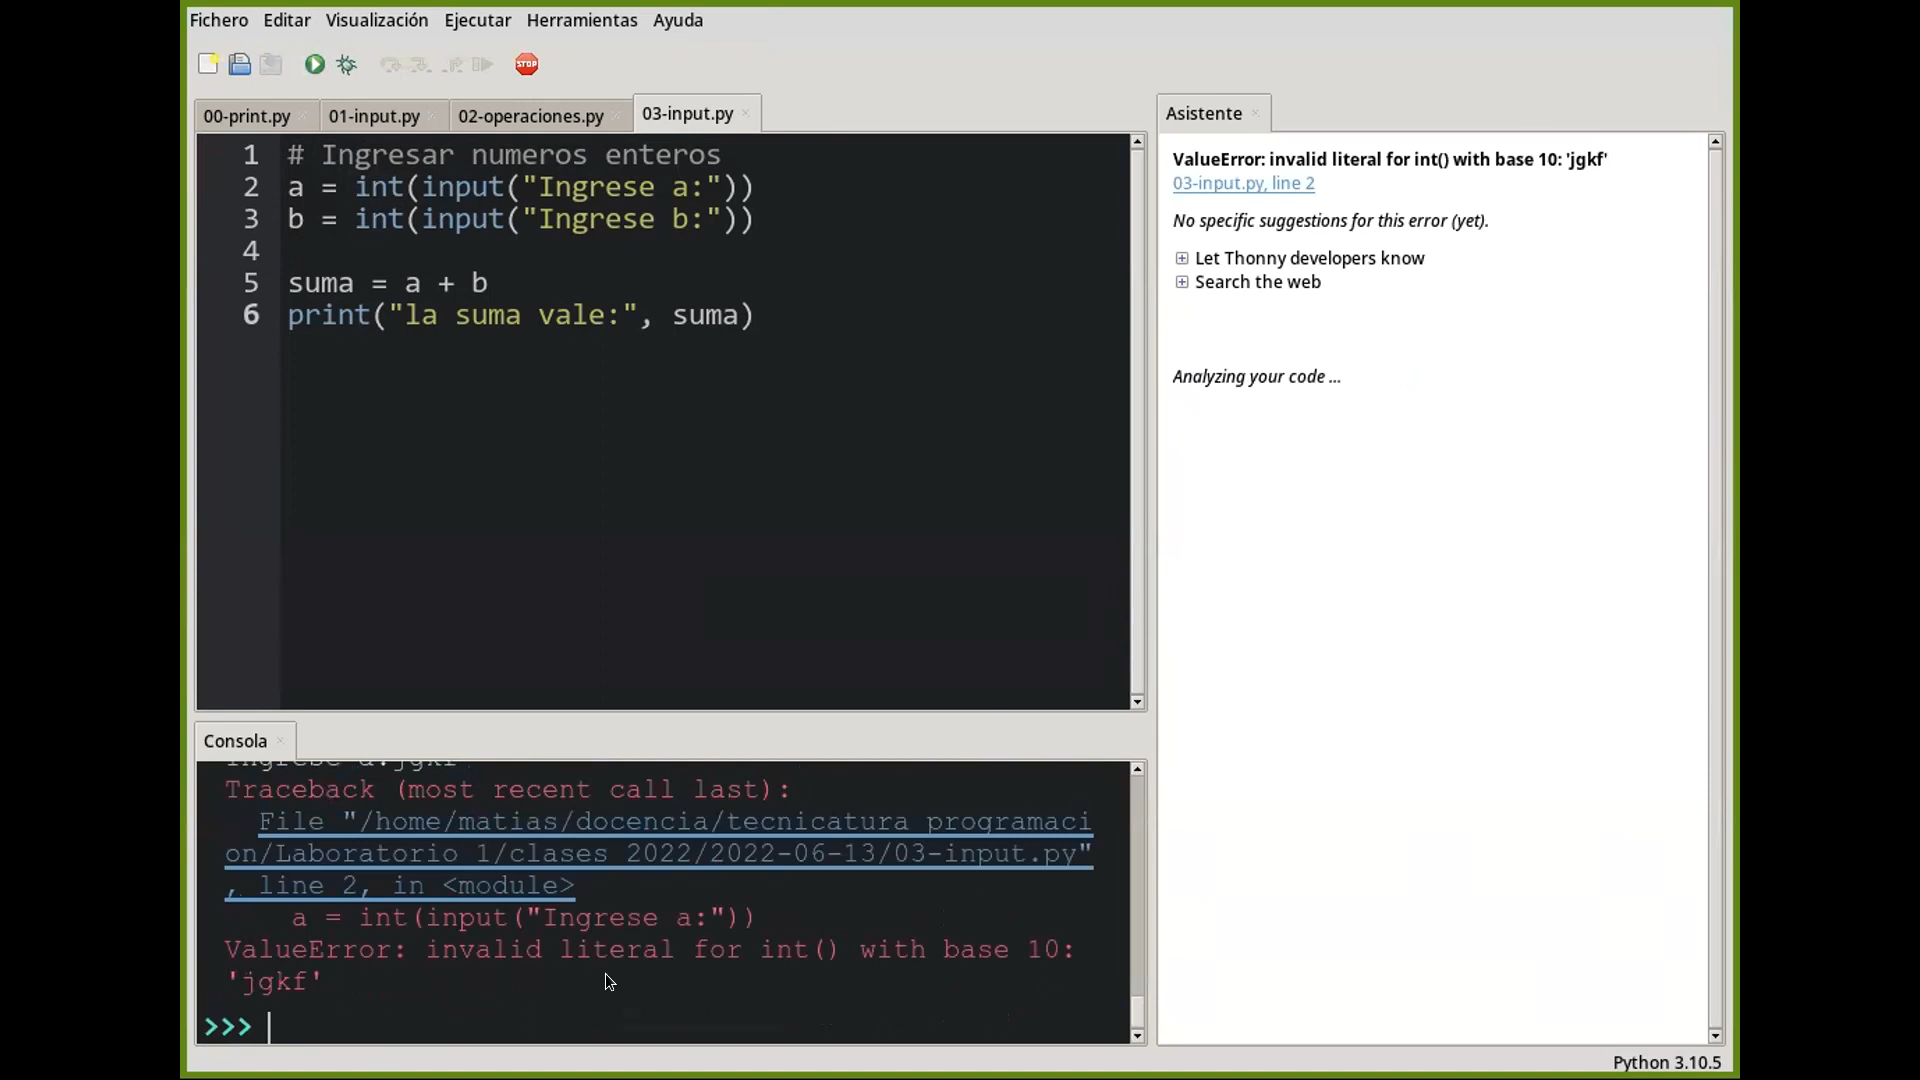 Fichero Editar Visualización Ejecutar Herramientas Ayuda
STOP
00-print.py 01-input.py 02-operaciones.py 03-input.py
1 # Ingresar numeros enteros
2 a = int(input("Ingrese a:"))
3 b = int(input("Ingrese b:"))
4
5 suma = a + b
6 print("la suma vale:", suma)
Consola
Ingrese a:jgkf
Traceback (most recent call last):
File "/home/matias/docencia/tecnicatura programaci
on/Laboratorio 1/clases 2022/2022-06-13/03-input.py"
, line 2, in <module>
a = int(input("Ingrese a:"))
ValueError: invalid literal for int() with base 10:
'jgkf'
>>>
Asistente
ValueError: invalid literal for int() with base 10: 'jgkf'
03-input.py, line 2
No specific suggestions for this error (yet).
Let Thonny developers know
Search the web
Analyzing your code ...
Python 3.10.5